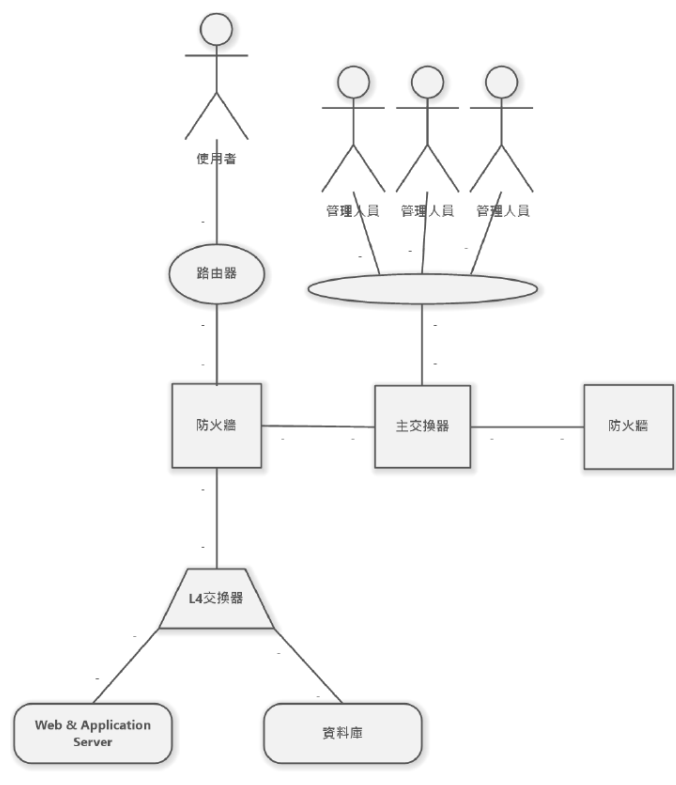 使用者
管理人員
管理人員
管理人員
路由器
防火牆
主交換器
防火牆
L4交換器
Web & Application
Server
資料庫